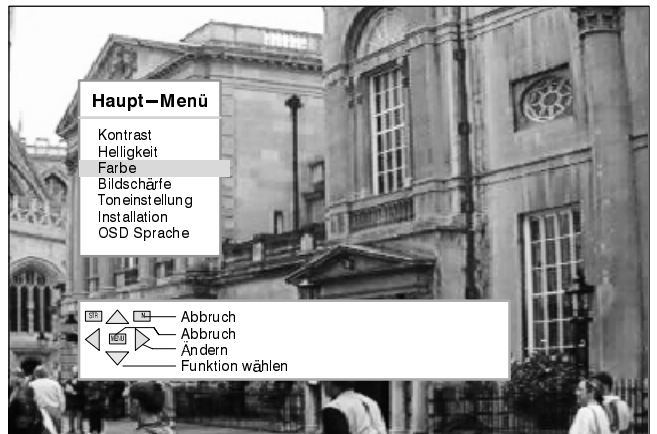 Haupt–Menü
Kontrast
Helligkeit
Farbe
Bildschärfe
Toneinstellung
Installation
OSD Sprache
STR N Abbruch
MENU Abbruch
Ändern
Funktion wählen